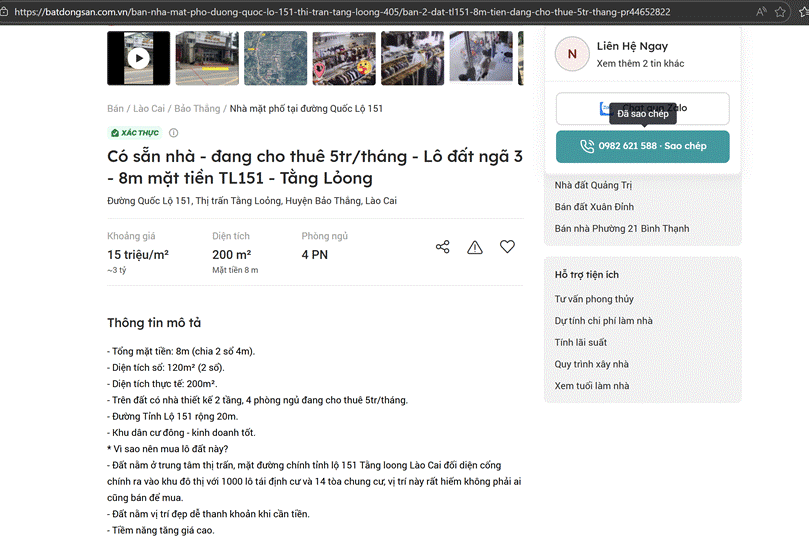 https://batdongsan.com.vn/ban-nha-mat-pho-duong-quoc-lo-151-thi-tran-tang-loong-405/ban-2-dat-tl151-8m-tien-dang-cho-thue-5tr-thang-pr44652822
Bán / Lào Cai / Bảo Thắng / Nhà mặt phố tại đường Quốc Lộ 151
XÁC THỰC
Có sẵn nhà - đang cho thuê 5tr/tháng - Lô đất ngã 3
- 8m mặt tiền TL151 - Tằng Lỏong
Đường Quốc Lộ 151, Thị trấn Tằng Loỏng, Huyện Bảo Thắng, Lào Cai
Khoảng giá
Diện tích
Phòng ngủ
15 triệu/m²
200 m²
4 PN
~3 tỷ
Mặt tiền 8 m
Thông tin mô tả
- Tổng mặt tiền: 8m (chia 2 sổ 4m).
- Diện tích sổ: 120m² (2 sổ).
- Diện tích thực tế: 200m².
- Trên đất có nhà thiết kế 2 tầng, 4 phòng ngủ đang cho thuê 5tr/tháng.
- Đường Tỉnh Lộ 151 rộng 20m.
- Khu dân cư đông - kinh doanh tốt.
* Vì sao nên mua lô đất này?
- Đất nằm ở trung tâm thị trấn, mặt đường chính tỉnh lộ 151 Tằng loong Lào Cai đối diện cổng
chính ra vào khu đô thị với 1000 lô tái định cư và 14 tòa chung cư, vị trí này rất hiếm không phải ai
cũng bán để mua.
- Đất nằm vị trí đẹp dễ thanh khoản khi cần tiền.
- Tiềm năng tăng giá cao.
N
Liên Hệ Ngay
Xem thêm 2 tin khác
Chat qua Zalo
Đã sao chép
0982 621 588 · Sao chép
Nhà đất Quảng Trị
Bán đất Xuân Đỉnh
Bán nhà Phường 21 Bình Thạnh
Hỗ trợ tiện ích
Tư vấn phong thủy
Dự tính chi phí làm nhà
Tính lãi suất
Quy trình xây nhà
Xem tuổi làm nhà